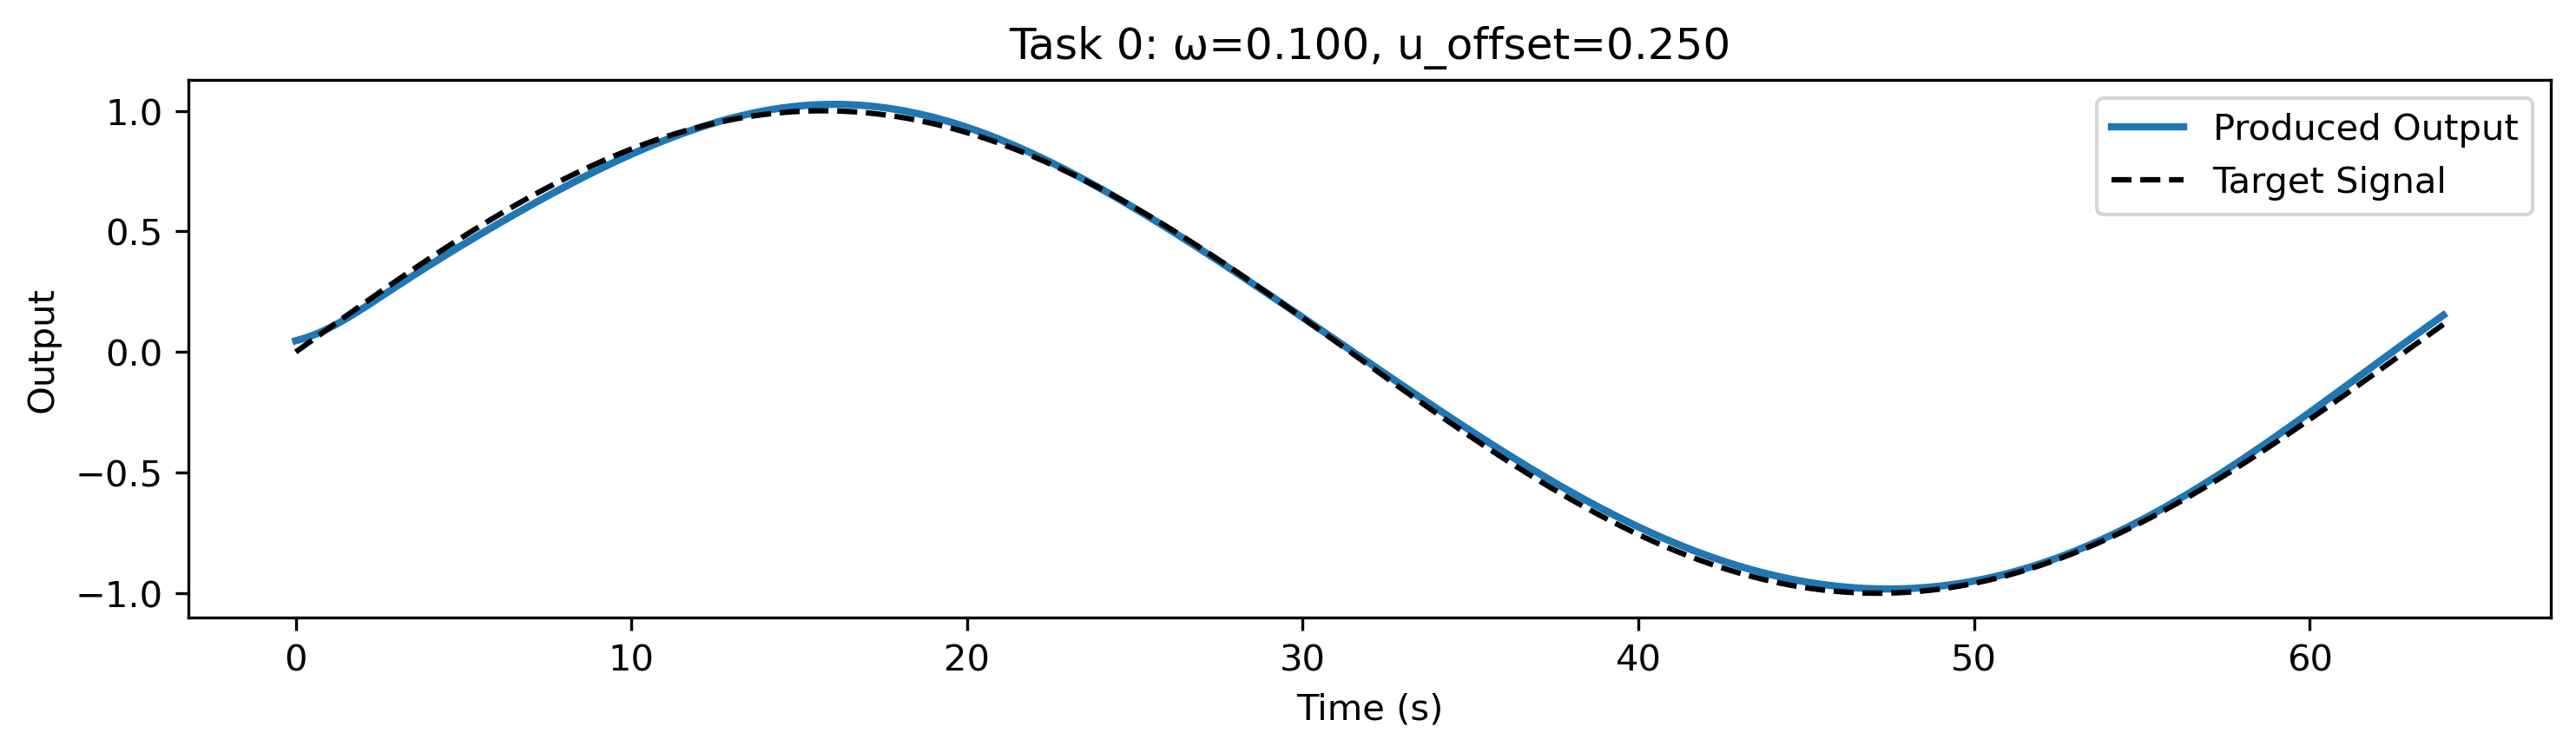 Task 0: ω=0.100, u_offset=0.250
Produced Output
Target Signal
Output
1.0
0.5
0.0
−0.5
−1.0
0 10 20 30 40 50 60
Time (s)